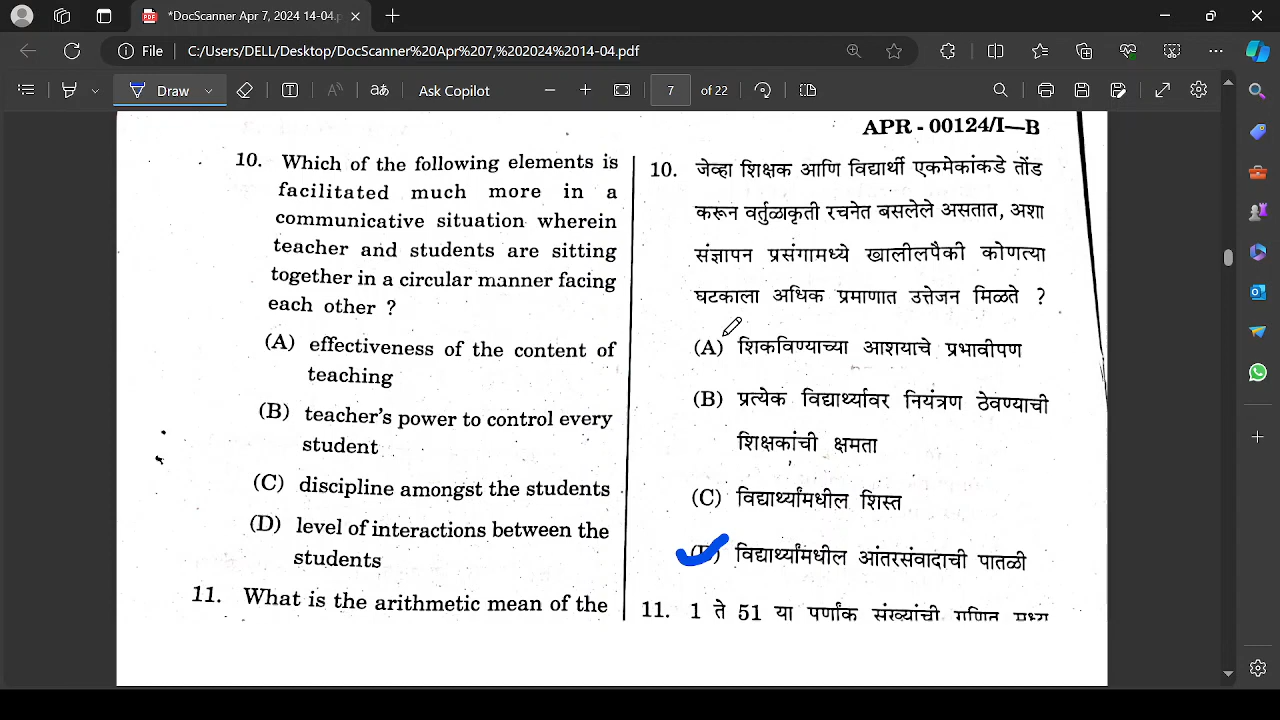 *DocScanner Apr 7, 2024 14-04.p
File
C:/Users/DELL/Desktop/DocScanner%20Apr%207,%202024%2014-04.pdf
Draw
Ask Copilot
7 of 22
APR - 00124/I—B
10. Which of the following elements is
facilitated much more in a
communicative situation wherein
teacher and students are sitting
together in a circular manner facing
each other ?
(A) effectiveness of the content of
teaching
(B) teacher's power to control every
student
(C) discipline amongst the students
(D) level of interactions between the
students
11. What is the arithmetic mean of the
10. जेव्हा शिक्षक आणि विद्यार्थी एकमेकांकडे तोंड
करून वर्तुळाकृती रचनेत बसलेले असतात, अशा
संज्ञापन प्रसंगामध्ये खालीलपैकी कोणत्या
घटकाला अधिक प्रमाणात उत्तेजन मिळते ?
(A) शिकविण्याच्या आशयाचे प्रभावीपण
(B) प्रत्येक विद्यार्थ्यावर नियंत्रण ठेवण्याची
शिक्षकांची क्षमता
(C) विद्यार्थ्यांमधील शिस्त
(D) विद्यार्थ्यांमधील आंतरसंवादाची पातळी
11. 1 ते 51 या पूर्णांक संख्यांची गणित मध्य